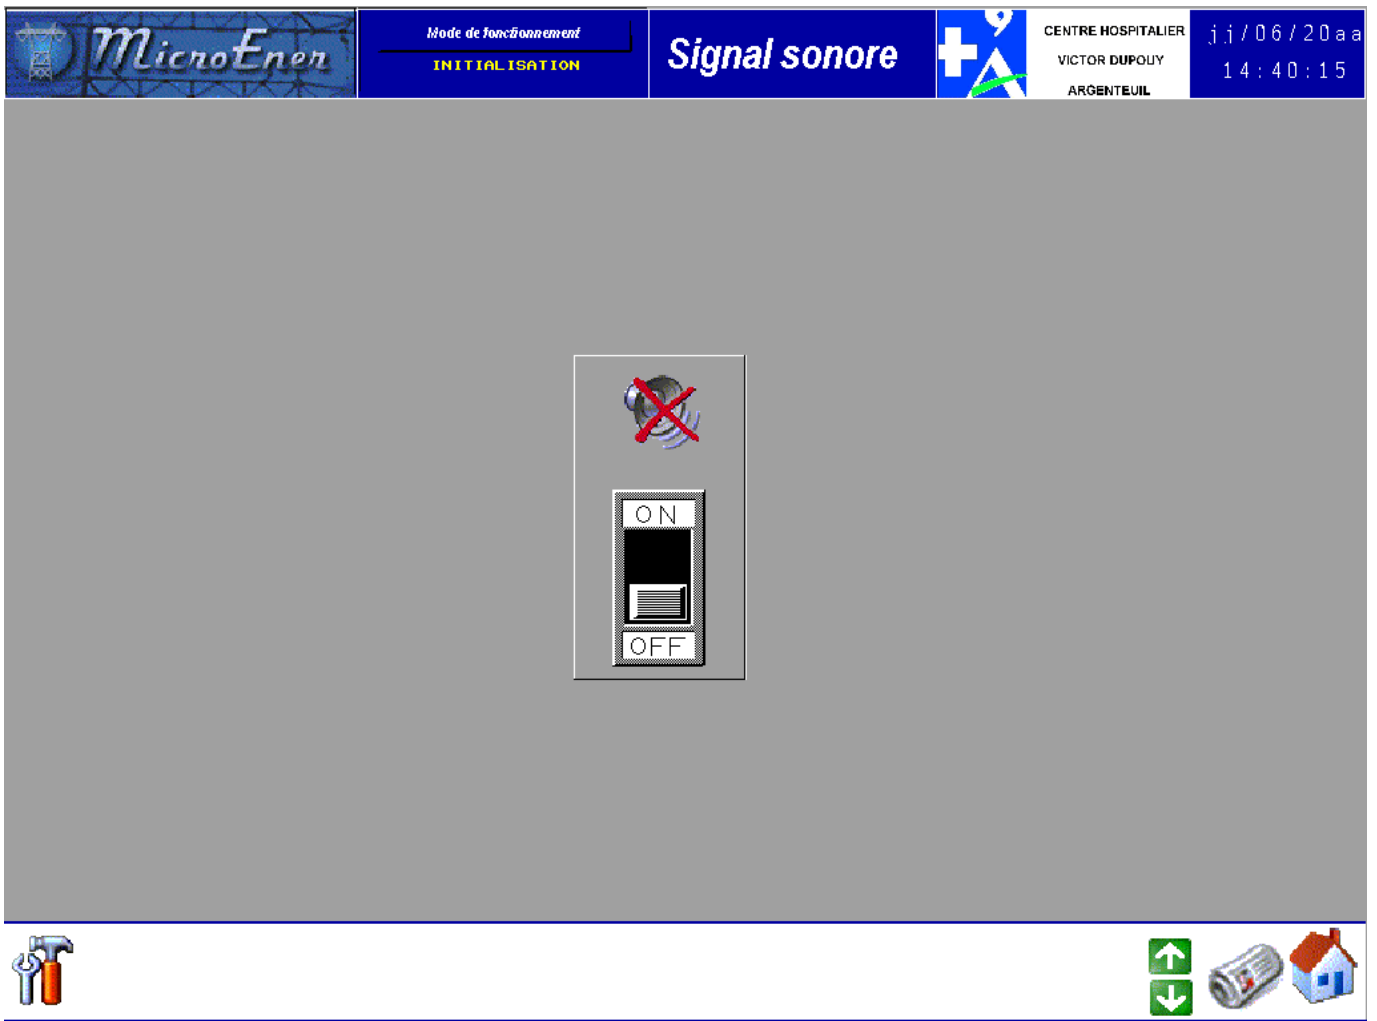 MicroEner
Mode de fonctionnement
INITIALISATION
Signal sonore
CENTRE HOSPITALIER
VICTOR DUPOUY
ARGENTEUIL
jj/06/20aa
14:40:15
ON
OFF